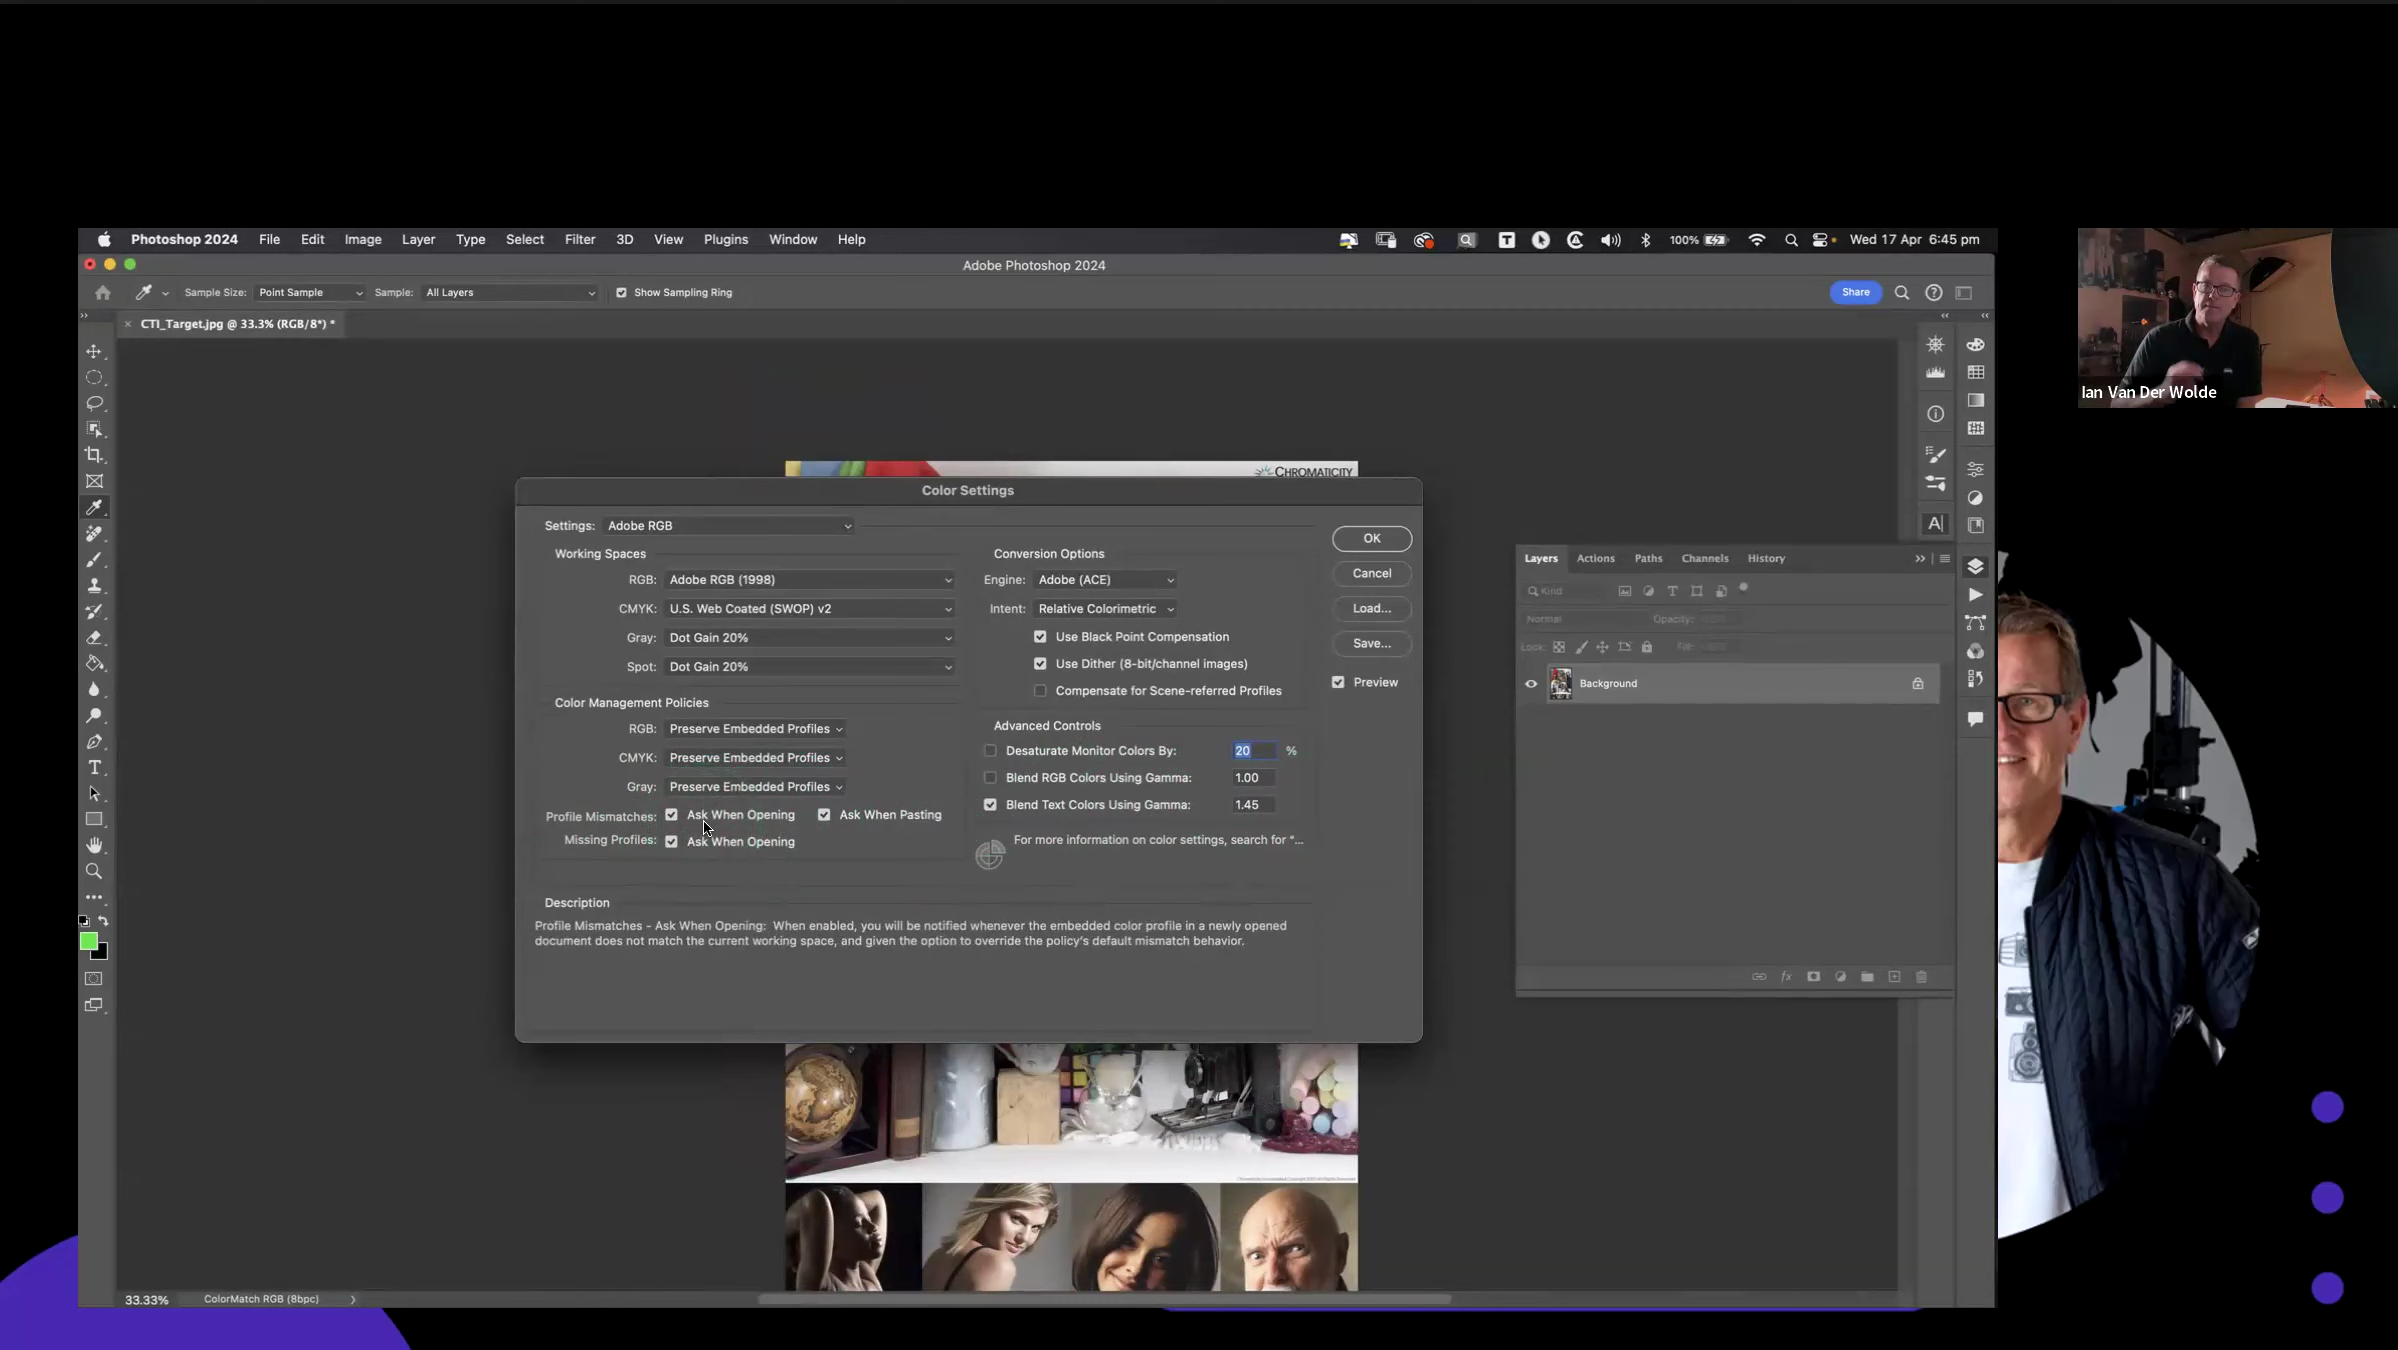 Photoshop 2024 File Edit Image Layer Type Select Filter 3D View Plugins Window Help 100% Wed 17 Apr 6:45 pm
Adobe Photoshop 2024
Sample Size: Point Sample Sample: All Layers Show Sampling Ring Share
CTI_Target.jpg @ 33.3% (RGB/8*) *
Ian Van Der Wolde
CHROMATICITY
Color Settings
Settings: Adobe RGB
Working Spaces
RGB: Adobe RGB (1998)
CMYK: U.S. Web Coated (SWOP) v2
Gray: Dot Gain 20%
Spot: Dot Gain 20%
Color Management Policies
RGB: Preserve Embedded Profiles
CMYK: Preserve Embedded Profiles
Gray: Preserve Embedded Profiles
Profile Mismatches: Ask When Opening Ask When Pasting
Missing Profiles: Ask When Opening
Conversion Options
Engine: Adobe (ACE)
Intent: Relative Colorimetric
Use Black Point Compensation
Use Dither (8-bit/channel images)
Compensate for Scene-referred Profiles
Advanced Controls
Desaturate Monitor Colors By: 20 %
Blend RGB Colors Using Gamma: 1.00
Blend Text Colors Using Gamma: 1.45
For more information on color settings, search for "...
OK
Cancel
Load...
Save...
Preview
Description
Profile Mismatches - Ask When Opening: When enabled, you will be notified whenever the embedded color profile in a newly opened
document does not match the current working space, and given the option to override the policy's default mismatch behavior.
Layers Actions Paths Channels History
Kind
Normal Opacity:
Lock: Fill:
Background
33.33% ColorMatch RGB (8bpc)